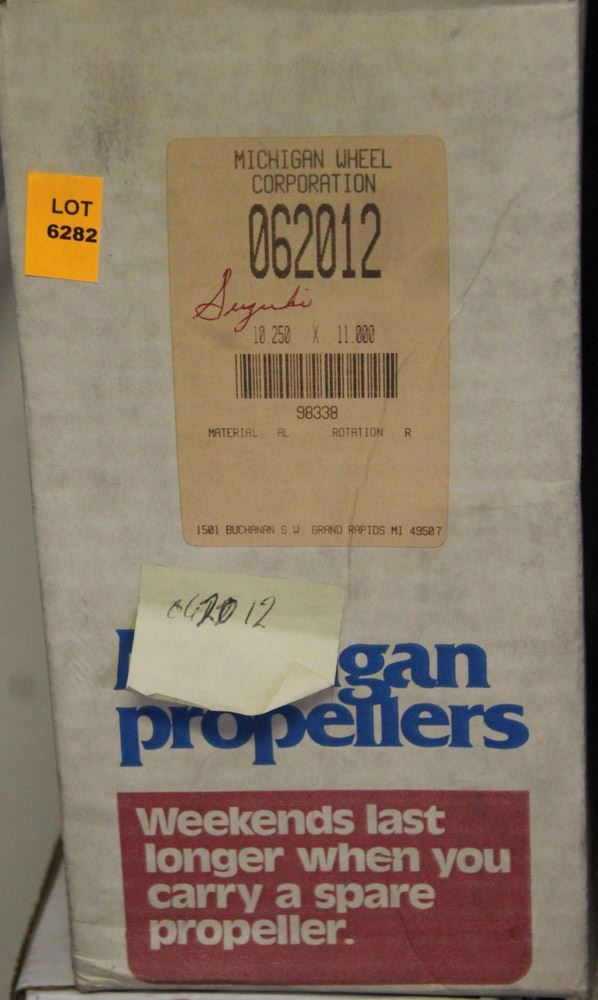 MICHIGAN WHEEL
CORPORATION
LOT
6282
062012
Suzuki
10.250 X 11.000
98338
MATERIAL AL ROTATION R
1501 BUCHANAN S W GRAND RAPIDS MI 49507
062012
gan
propellers
Weekends last
longer when you
carry a spare
propeller.